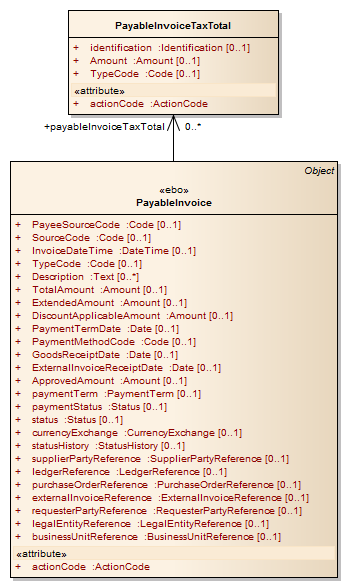 PayableInvoiceTaxTotal
+ identification :Identification [0..1]
+ Amount :Amount [0..1]
+ TypeCode :Code [0..1]
«attribute»
+ actionCode :ActionCode
+payableInvoiceTaxTotal 0..*
Object
«ebo»
PayableInvoice
+ PayeeSourceCode :Code [0..1]
+ SourceCode :Code [0..1]
+ InvoiceDateTime :DateTime [0..1]
+ TypeCode :Code [0..1]
+ Description :Text [0..*]
+ TotalAmount :Amount [0..1]
+ ExtendedAmount :Amount [0..1]
+ DiscountApplicableAmount :Amount [0..1]
+ PaymentTermDate :Date [0..1]
+ PaymentMethodCode :Code [0..1]
+ GoodsReceiptDate :Date [0..1]
+ ExternalInvoiceReceiptDate :Date [0..1]
+ ApprovedAmount :Amount [0..1]
+ paymentTerm :PaymentTerm [0..1]
+ paymentStatus :Status [0..1]
+ status :Status [0..1]
+ currencyExchange :CurrencyExchange [0..1]
+ statusHistory :StatusHistory [0..1]
+ supplierPartyReference :SupplierPartyReference [0..1]
+ ledgerReference :LedgerReference [0..1]
+ purchaseOrderReference :PurchaseOrderReference [0..1]
+ externalInvoiceReference :ExternalInvoiceReference [0..1]
+ requesterPartyReference :RequesterPartyReference [0..1]
+ legalEntityReference :LegalEntityReference [0..1]
+ businessUnitReference :BusinessUnitReference [0..1]
«attribute»
+ actionCode :ActionCode